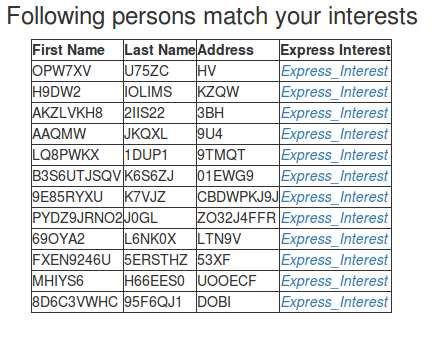 Following persons match your interests
First Name Last Name Address Express Interest
OPW7XV U75ZC HV Express_Interest
H9DW2 IOLIMS KZQW Express_Interest
AKZLVKH8 2IIS22 3BH Express_Interest
AAQMW JKQXL 9U4 Express_Interest
LQ8PWKX 1DUP1 9TMQT Express_Interest
B3S6UTJSQV K6S6ZJ 01EWG9 Express_Interest
9E85RYXU K7VJZ CBDWPKJ9J Express_Interest
PYDZ9JRNO2 J0GL ZO32J4FFR Express_Interest
69OYA2 L6NK0X LTN9V Express_Interest
FXEN9246U 5ERSTHZ 53XF Express_Interest
MHIYS6 H66EES0 UOOECF Express_Interest
8D6C3VWHC 95F6QJ1 DOBI Express_Interest